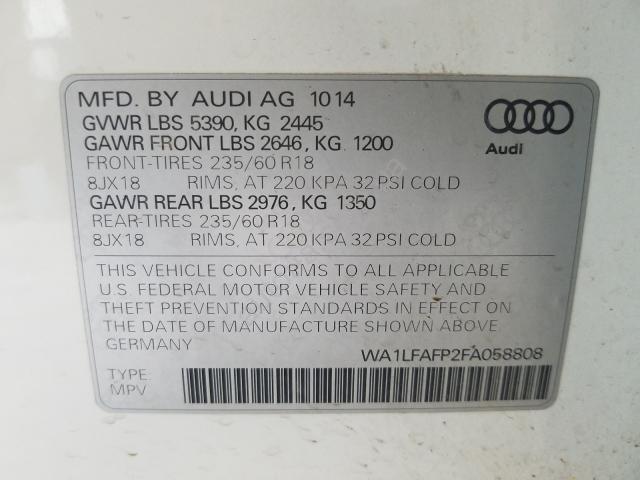 MFD. BY AUDI AG 10 14
GVWR LBS 5390, KG 2445
GAWR FRONT LBS 2646, KG 1200
FRONT-TIRES 235/60 R18
8JX18 RIMS, AT 220 KPA 32 PSI COLD
GAWR REAR LBS 2976, KG 1350
REAR-TIRES 235/60 R18
8JX18 RIMS, AT 220 KPA 32 PSI COLD
Audi
THIS VEHICLE CONFORMS TO ALL APPLICABLE
U.S. FEDERAL MOTOR VEHICLE SAFETY AND
THEFT PREVENTION STANDARDS IN EFFECT ON
THE DATE OF MANUFACTURE SHOWN ABOVE
GERMANY
WA1LFAFP2FA058808
TYPE:
MPV